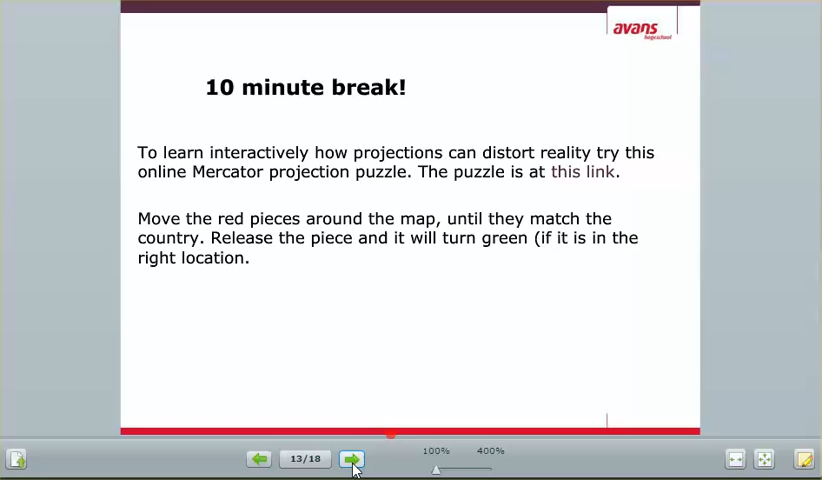 avans
hogeschool
10 minute break!
To learn interactively how projections can distort reality try this
online Mercator projection puzzle. The puzzle is at this link.
Move the red pieces around the map, until they match the
country. Release the piece and it will turn green (if it is in the
right location.
13/18
100%
400%